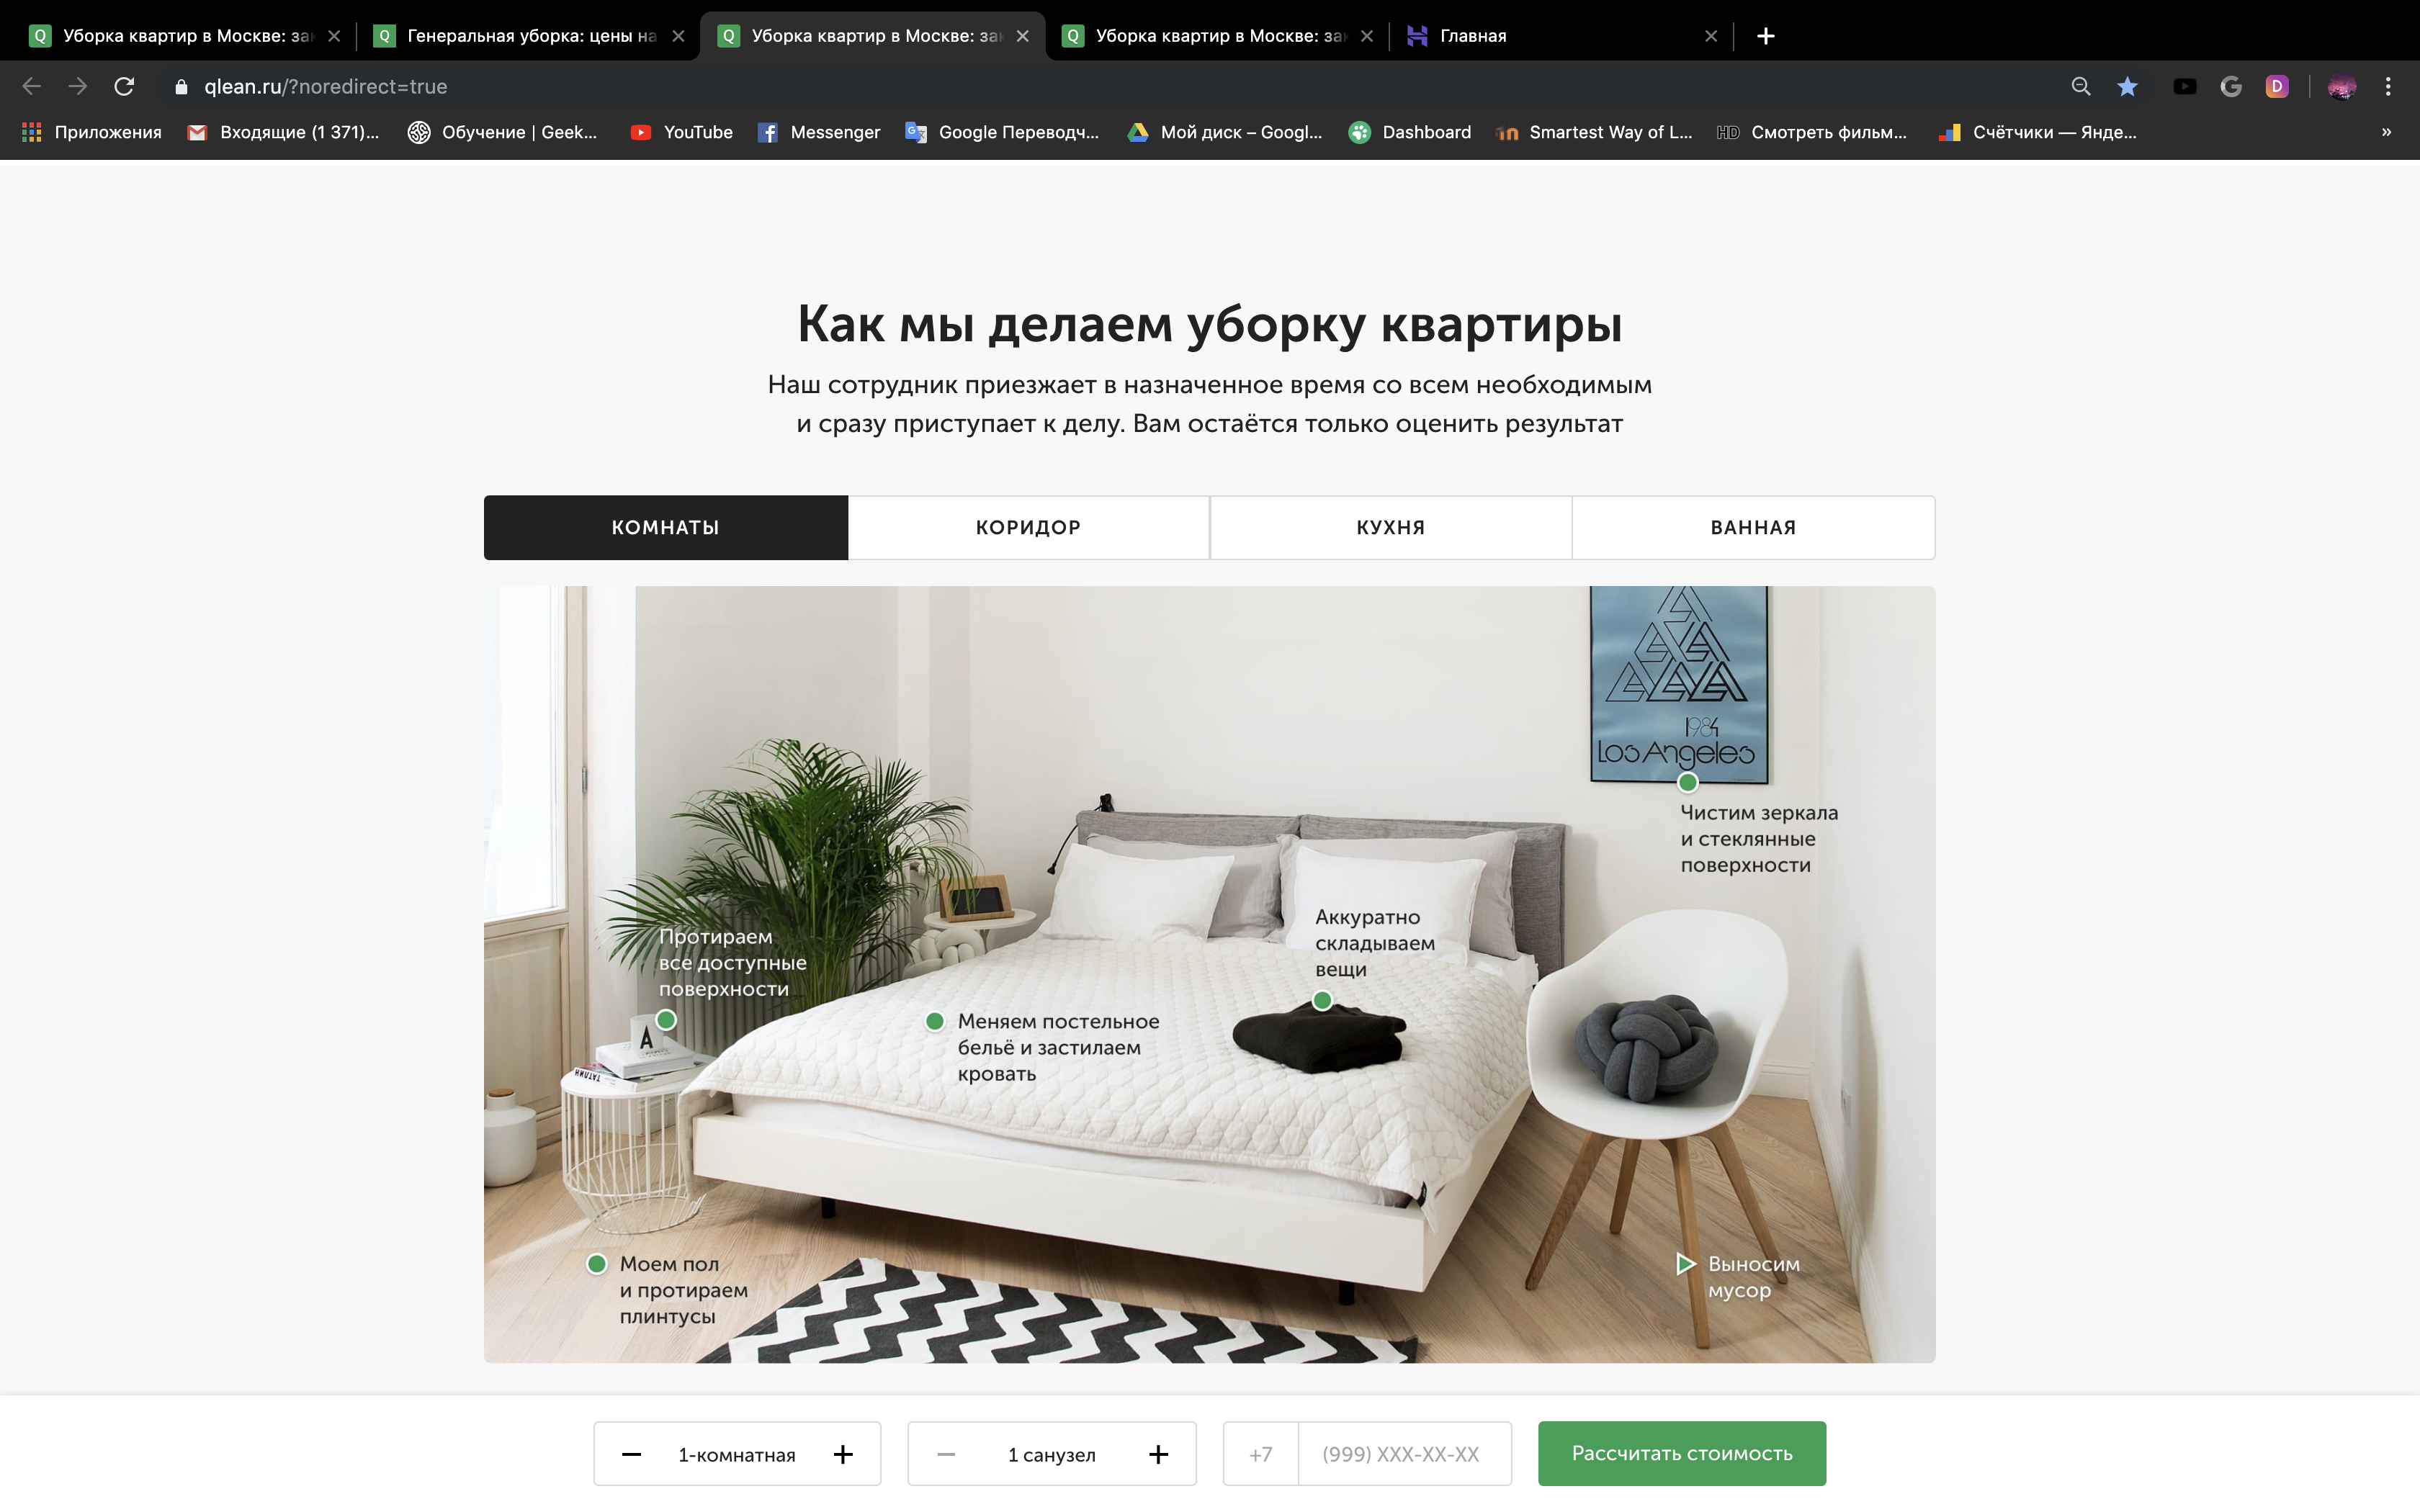 Уборка квартир в Москве: за
Генеральная уборка: цены на
Уборка квартир в Москве: за
Уборка квартир в Москве: за
Главная
qlean.ru/?noredirect=true
Приложения
Входящие (1 371)...
Обучение | Geek...
YouTube
Messenger
Google Переводч...
Мой диск – Googl...
Dashboard
Smartest Way of L...
HD Смотреть фильм...
Счётчики — Янде...
»
Как мы делаем уборку квартиры
Наш сотрудник приезжает в назначенное время со всем необходимым
и сразу приступает к делу. Вам остаётся только оценить результат
КОМНАТЫ
КОРИДОР
КУХНЯ
ВАННАЯ
1984
Los Angeles
Чистим зеркала
и стеклянные
поверхности
Аккуратно
складываем
вещи
Протираем
все доступные
поверхности
A
ТАТЛИН
Меняем постельное
бельё и застилаем
кровать
Моем пол
и протираем
плинтусы
Выносим
мусор
1-комнатная
1 санузел
+7
(999) XXX-XX-XX
Рассчитать стоимость